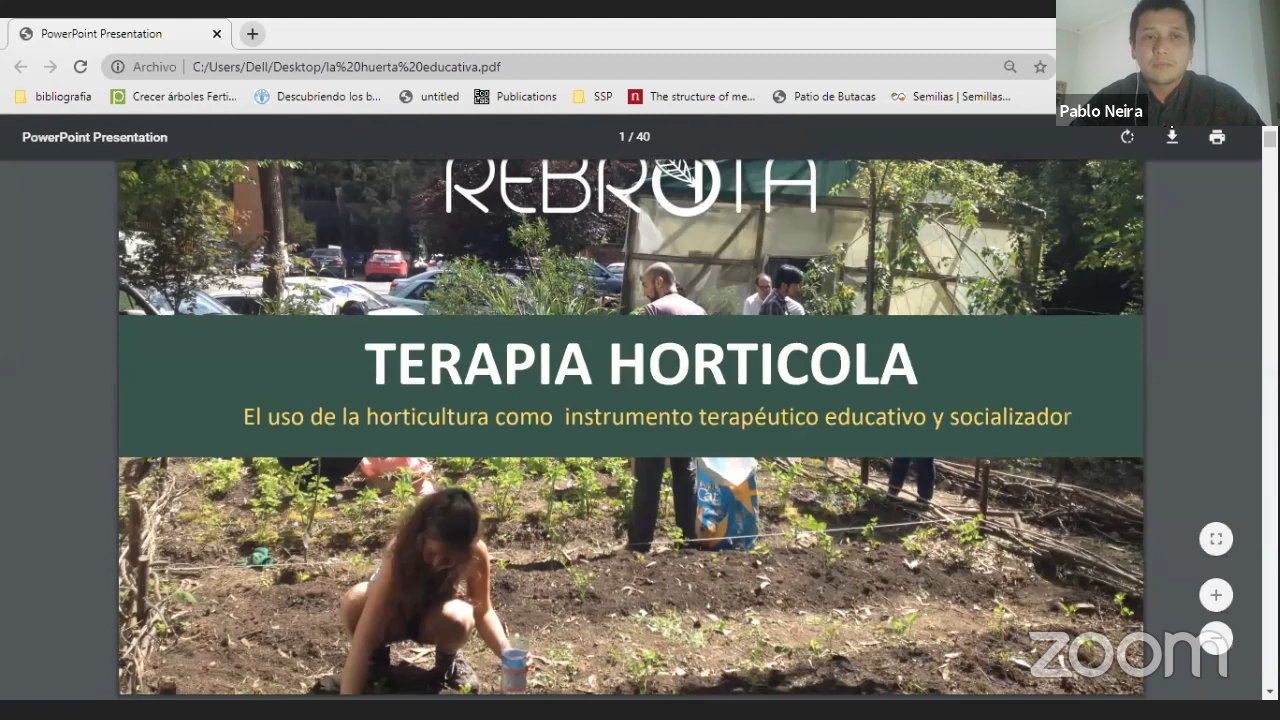 PowerPoint Presentation
Archivo | C:/Users/Dell/Desktop/la%20huerta%20educativa.pdf
bibliografia Crecer árboles Ferti... Descubriendo los b... untitled Publications SSP The structure of me... Patio de Butacas Semilias | Semillas...
Pablo Neira
PowerPoint Presentation 1 / 40
REBROTA
TERAPIA HORTICOLA
El uso de la horticultura como instrumento terapéutico educativo y socializador
Cat
zoom